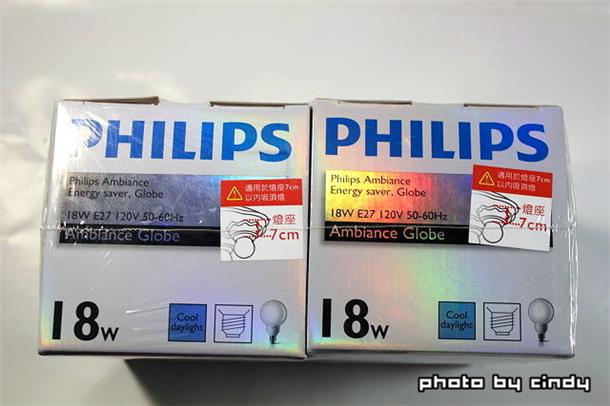 PHILIPS
Philips Ambiance
Energy saver, Globe
18W E27 120V 50-60Hz
Ambiance Globe
適用於燈座7cm
以內吸頂燈
燈座
7cm
18w
Cool
daylight
PHILIPS
Philips Ambiance
Energy saver, Globe
18W E27 120V 50-60Hz
Ambiance Globe
適用於燈座7cm
以內吸頂燈
燈座
7cm
18w
Cool
daylight
photo by cindy